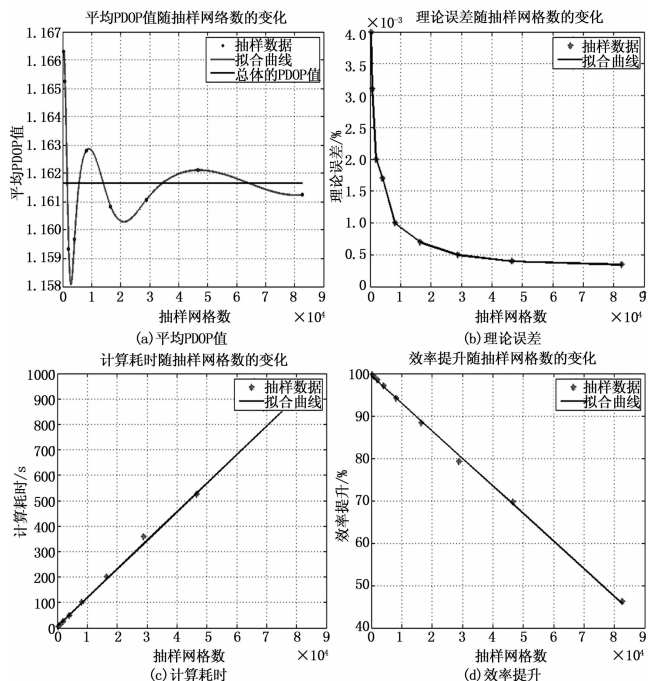 平均PDOP值随抽样网络数的变化
1.167
1.166
1.165
1.164
1.163
1.162
1.161
1.160
1.159
1.158
平均PDOP值
抽样数据
拟合曲线
总体的PDOP值
0 1 2 3 4 5 6 7 8 9
抽样网格数
×10⁴
(a)平均PDOP
理论误差随抽样网格数的变化
4.0 ×10⁻³
3.5
3.0
2.5
2.0
1.5
1.0
0.5
0
理论误差/%
抽样数据
拟合曲线
0 1 2 3 4 5 6 7 8 9
抽样网格数
×10⁴
(b)理论误差
计算耗时随抽样网格数的变化
1000
900
800
700
600
500
400
300
200
100
0
计算耗时/s
抽样数据
拟合曲线
0 1 2 3 4 5 6 7 8 9
抽样网格数
×10⁴
(c)计算耗时
效率提升随抽样网格数的变化
100
90
80
70
60
50
40
效率提升/%
抽样数据
拟合曲线
0 1 2 3 4 5 6 7 8 9
抽样网格数
×10⁴
(d)效率提升